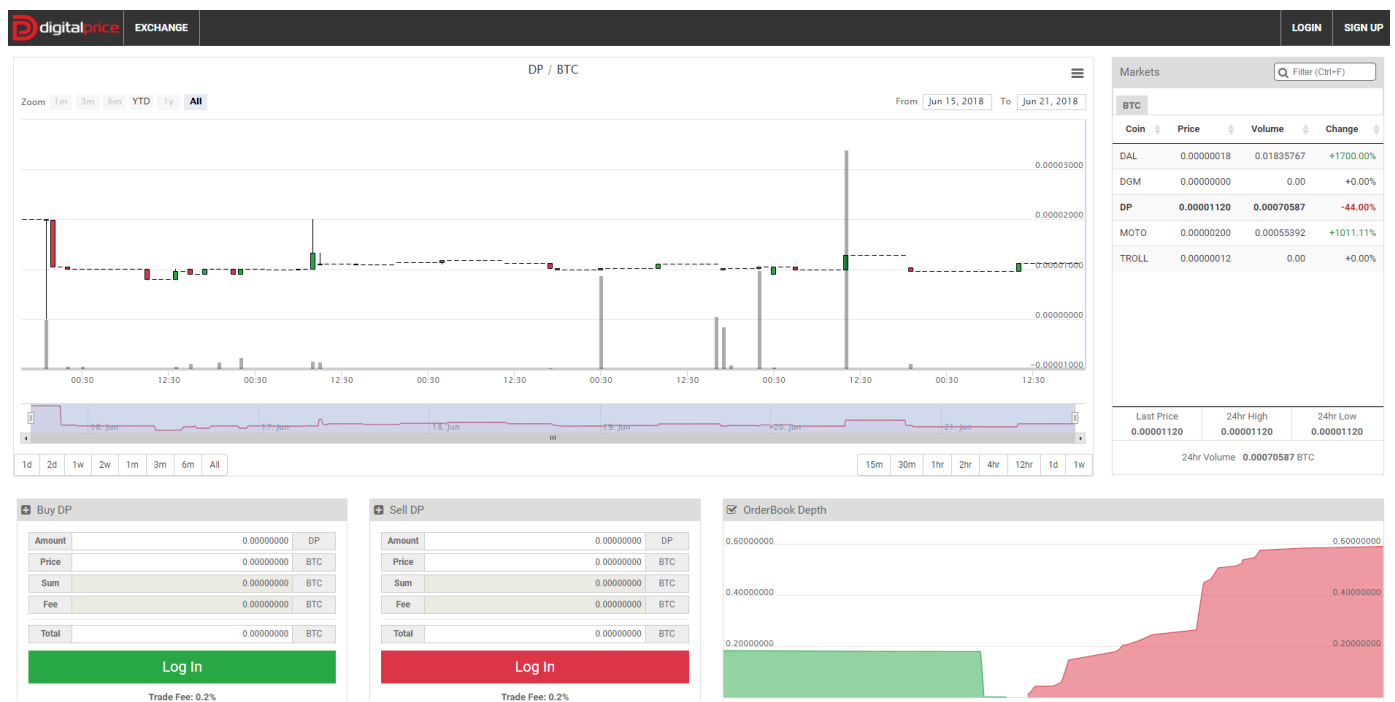 digitalprice EXCHANGE LOGIN SIGN UP
DP / BTC
Zoom 1m 3m 6m YTD 1y All From Jun 15, 2018 To Jun 21, 2018
0.00003000
0.00002000
0.00001000
0.00000000
-0.00001000
00:30 12:30 00:30 12:30 00:30 12:30 00:30 12:30 00:30 12:30 00:30 12:30
16. Jun 17. Jun 18. Jun 19. Jun 20. Jun 21. Jun
1d 2d 1w 2w 1m 3m 6m All 15m 30m 1hr 2hr 4hr 12hr 1d 1w
Markets Filter (Ctrl+F)
BTC
Coin Price Volume Change
DAL 0.00000018 0.01835767 +1700.00%
DGM 0.00000000 0.00 +0.00%
DP 0.00001120 0.00070587 -44.00%
MOTO 0.00000200 0.00055392 +1011.11%
TROLL 0.00000012 0.00 +0.00%
Last Price 24hr High 24hr Low
0.00001120 0.00001120 0.00001120
24hr Volume 0.00070587 BTC
Buy DP
Amount 0.00000000 DP
Price 0.00000000 BTC
Sum 0.00000000 BTC
Fee 0.00000000 BTC
Total 0.00000000 BTC
Log In
Trade Fee: 0.2%
Sell DP
Amount 0.00000000 DP
Price 0.00000000 BTC
Sum 0.00000000 BTC
Fee 0.00000000 BTC
Total 0.00000000 BTC
Log In
Trade Fee: 0.2%
OrderBook Depth
0.60000000 0.60000000
0.40000000 0.40000000
0.20000000 0.20000000